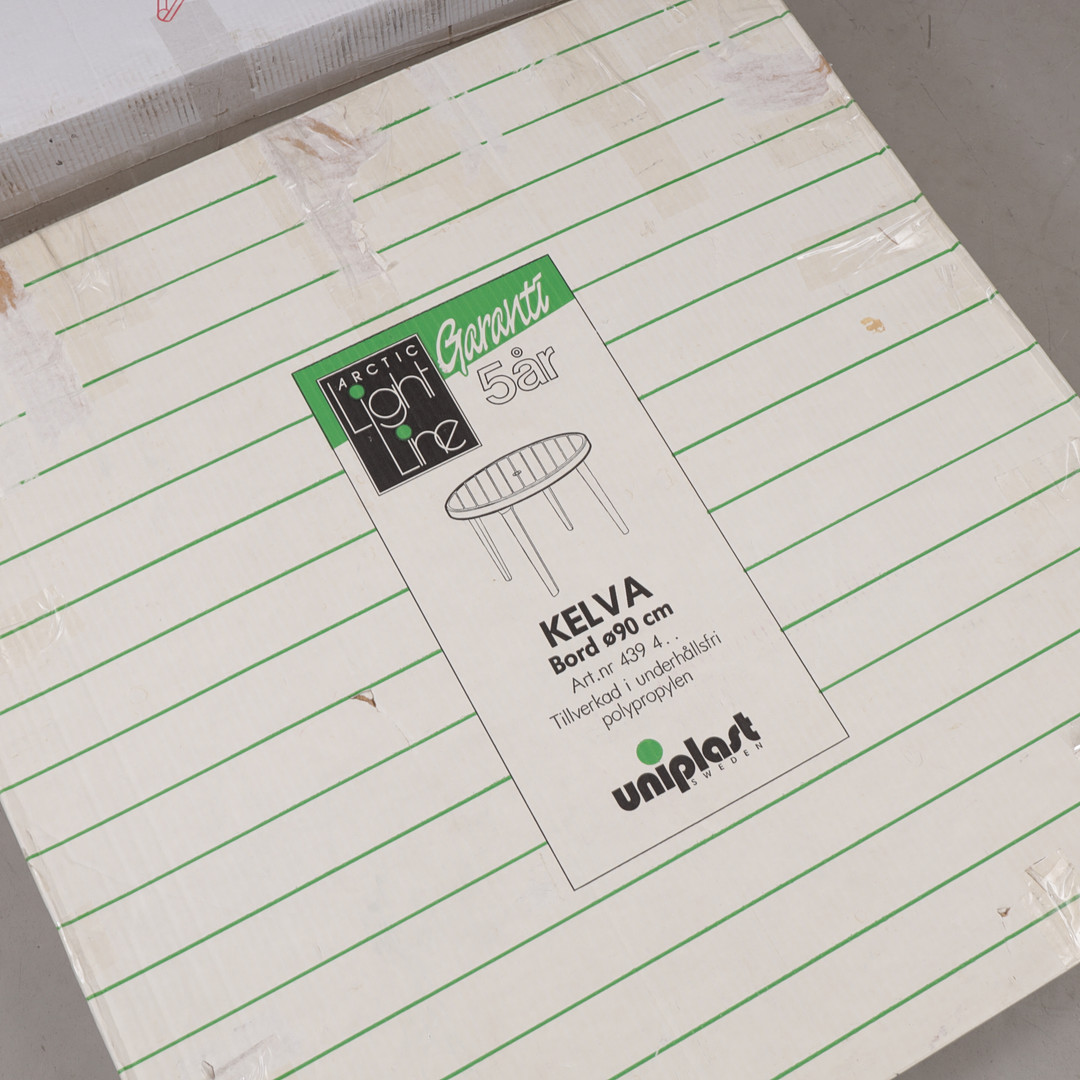 Garanti
5år
ARCTIC
Light
Line
KELVA
Bord ø90 cm
Art.nr 439 4. .
Tillverkad i underhållsfri
polypropylen
uniplast
SWEDEN